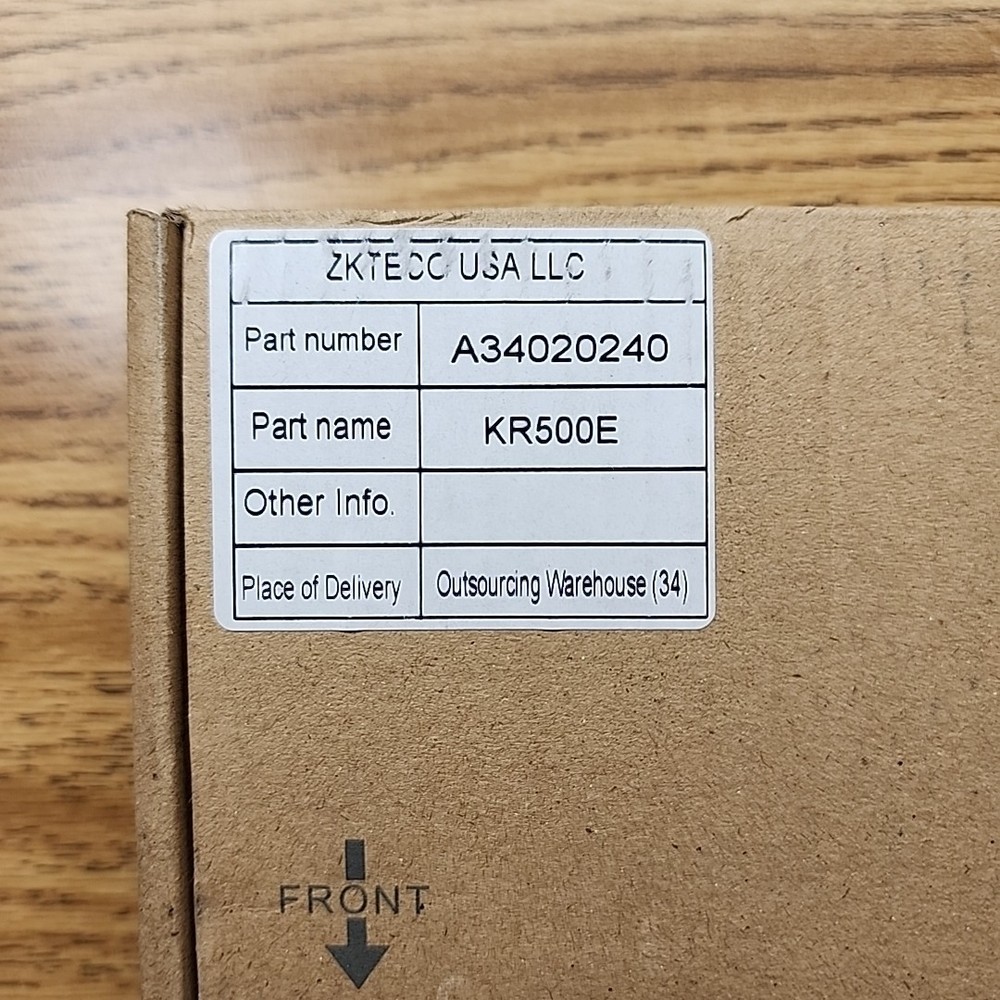 ZKTECO USA LLC
Part number A34020240
Part name KR500E
Other Info.
Place of Delivery Outsourcing Warehouse (34)
FRONT